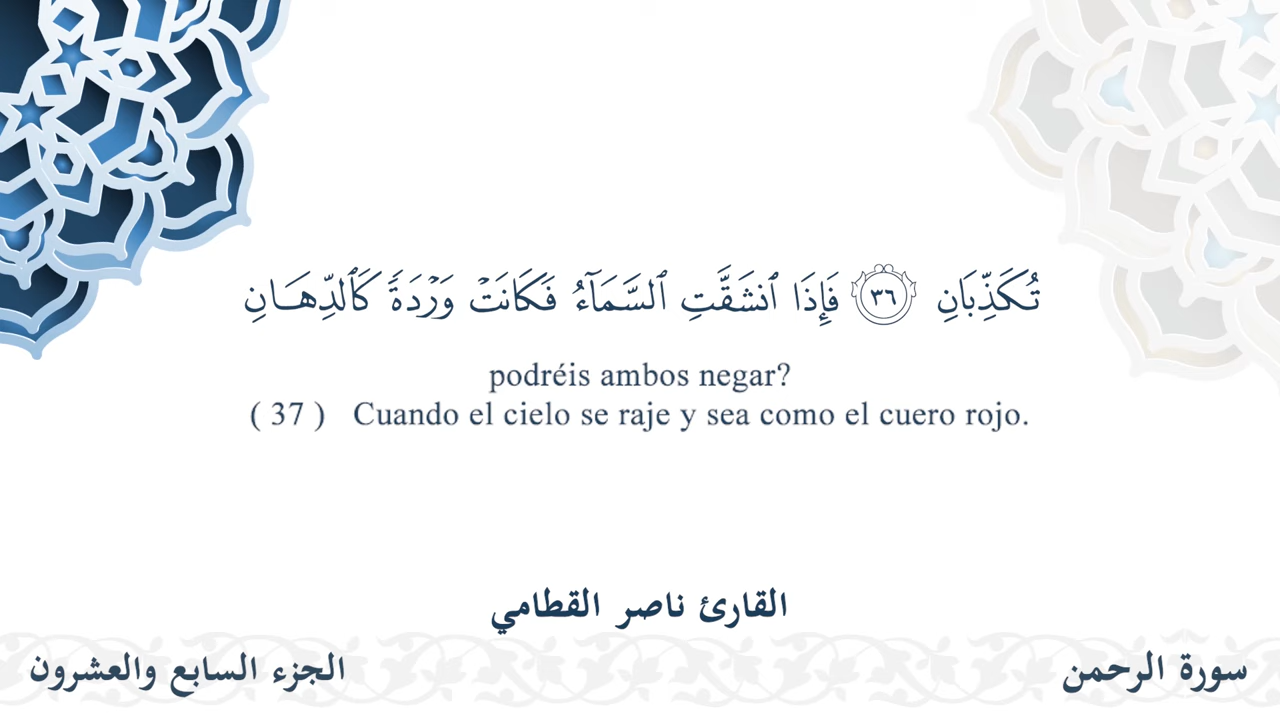 تُكَذِّبَانِ ٣٦ فَإِذَا ٱنشَقَّتِ ٱلسَّمَآءُ فَكَانَتۡ وَرۡدَةٗ كَٱلدِّهَانِ
podréis ambos negar?
( 37 ) Cuando el cielo se raje y sea como el cuero rojo.
القارئ ناصر القطامي
سورة الرحمن
الجزء السابع والعشرون